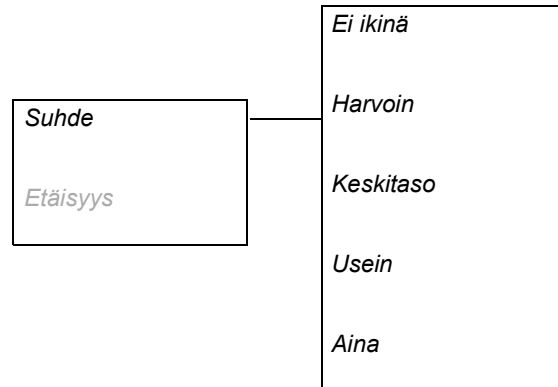 Suhde
Etäisyys
Ei ikinä
Harvoin
Keskitaso
Usein
Aina